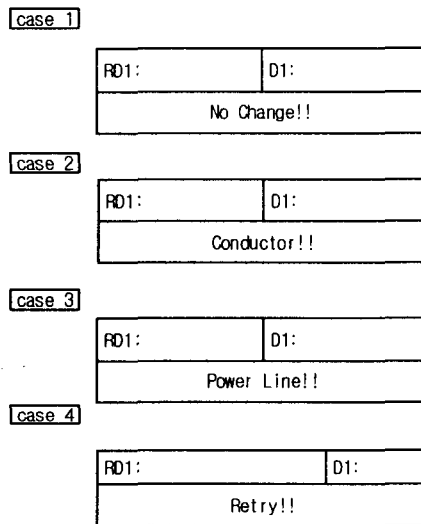 case 1
RD1: D1:
No Change!!
case 2
RD1: D1:
Conductor!!
case 3
RD1: D1:
Power Line!!
case 4
RD1: D1:
Retry!!